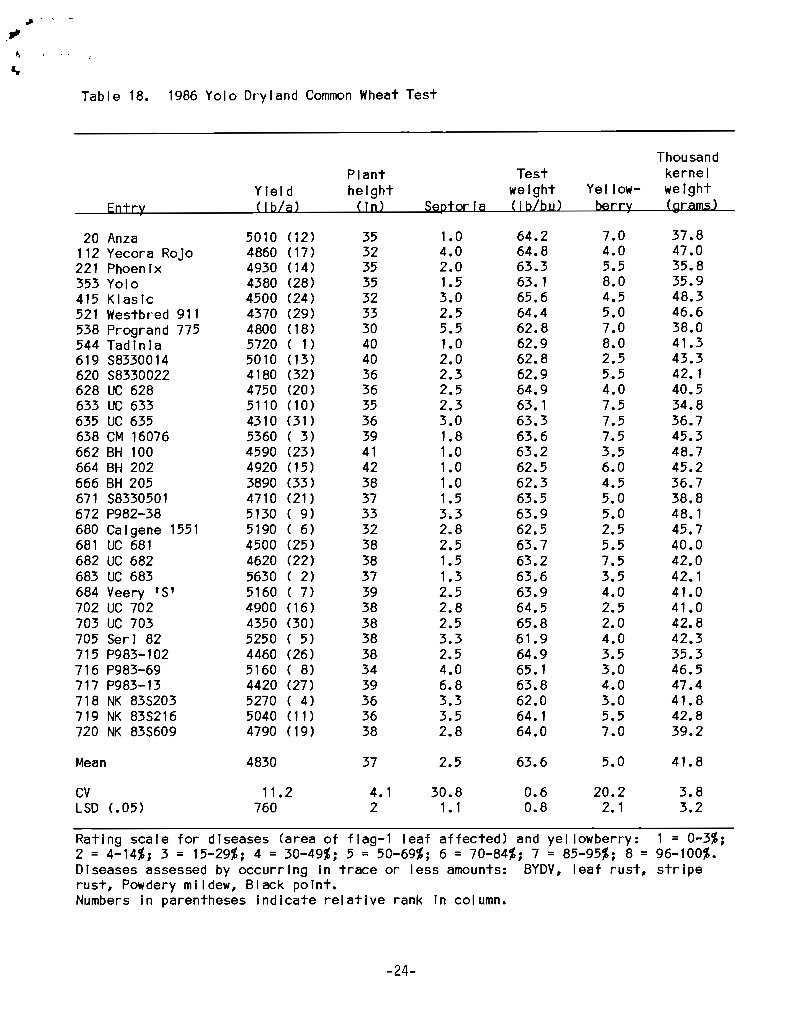 Table 18. 1986 Yolo Dryland Common Wheat Test
Thousand
Plant Test kernel
Yield height weight Yellow- weight
Entry (lb/a) (in) Septoria (lb/bu) berry (grams)
20 Anza 5010 (12) 35 1.0 64.2 7.0 37.8
112 Yecora Rojo 4860 (17) 32 4.0 64.8 4.0 47.0
221 Phoenix 4930 (14) 35 2.0 63.3 5.5 35.8
353 Yolo 4380 (28) 35 1.5 63.1 8.0 35.9
415 Klasic 4500 (24) 32 3.0 65.6 4.5 48.3
521 Westbred 911 4370 (29) 33 2.5 64.4 5.0 46.6
538 Progrand 775 4800 (18) 30 5.5 62.8 7.0 38.0
544 Tadinia 5720 ( 1) 40 1.0 62.9 8.0 41.3
619 S8330014 5010 (13) 40 2.0 62.8 2.5 43.3
620 S8330022 4180 (32) 36 2.3 62.9 5.5 42.1
628 UC 628 4750 (20) 36 2.5 64.9 4.0 40.5
633 UC 633 5110 (10) 35 2.3 63.1 7.5 34.8
635 UC 635 4310 (31) 36 3.0 63.3 7.5 36.7
638 CM 16076 5360 ( 3) 39 1.8 63.6 7.5 45.3
662 BH 100 4590 (23) 41 1.0 63.2 3.5 48.7
664 BH 202 4920 (15) 42 1.0 62.5 6.0 45.2
666 BH 205 3890 (33) 38 1.0 62.3 4.5 36.7
671 S8330501 4710 (21) 37 1.5 63.5 5.0 38.8
672 P982-38 5130 ( 9) 33 3.3 63.9 5.0 48.1
680 Calgene 1551 5190 ( 6) 32 2.8 62.5 2.5 45.7
681 UC 681 4500 (25) 38 2.5 63.7 5.5 40.0
682 UC 682 4620 (22) 38 1.5 63.2 7.5 42.0
683 UC 683 5630 ( 2) 37 1.3 63.6 3.5 42.1
684 Veery 'S' 5160 ( 7) 39 2.5 63.9 4.0 41.0
702 UC 702 4900 (16) 38 2.8 64.5 2.5 41.0
703 UC 703 4350 (30) 38 2.5 65.8 2.0 42.8
705 Seri 82 5250 ( 5) 38 3.3 61.9 4.0 42.3
715 P983-102 4460 (26) 38 2.5 64.9 3.5 35.3
716 P983-69 5160 ( 8) 34 4.0 65.1 3.0 46.5
717 P983-13 4420 (27) 39 6.8 63.8 4.0 47.4
718 NK 83S203 5270 ( 4) 36 3.3 62.0 3.0 41.8
719 NK 83S216 5040 (11) 36 3.5 64.1 5.5 42.8
720 NK 83S609 4790 (19) 38 2.8 64.0 7.0 39.2
Mean 4830 37 2.5 63.6 5.0 41.8
CV 11.2 4.1 30.8 0.6 20.2 3.8
LSD (.05) 760 2 1.1 0.8 2.1 3.2
Rating scale for diseases (area of flag-1 leaf affected) and yellowberry: 1 = 0-3%;
2 = 4-14%; 3 = 15-29%; 4 = 30-49%; 5 = 50-69%; 6 = 70-84%; 7 = 85-95%; 8 = 96-100%.
Diseases assessed by occurring in trace or less amounts: BYDV, leaf rust, stripe
rust, Powdery mildew, Black point.
Numbers in parentheses indicate relative rank in column.
-24-